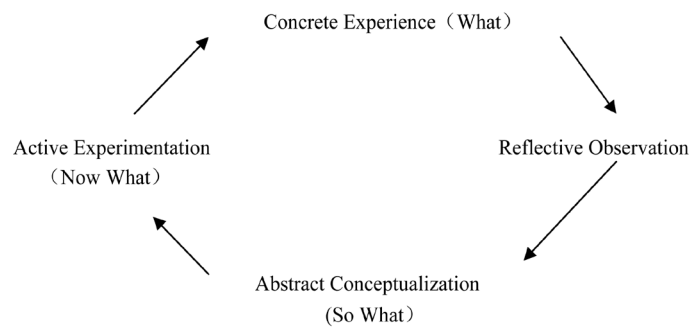 Concrete Experience（What）
Active Experimentation
（Now What）
Reflective Observation
Abstract Conceptualization
(So What）